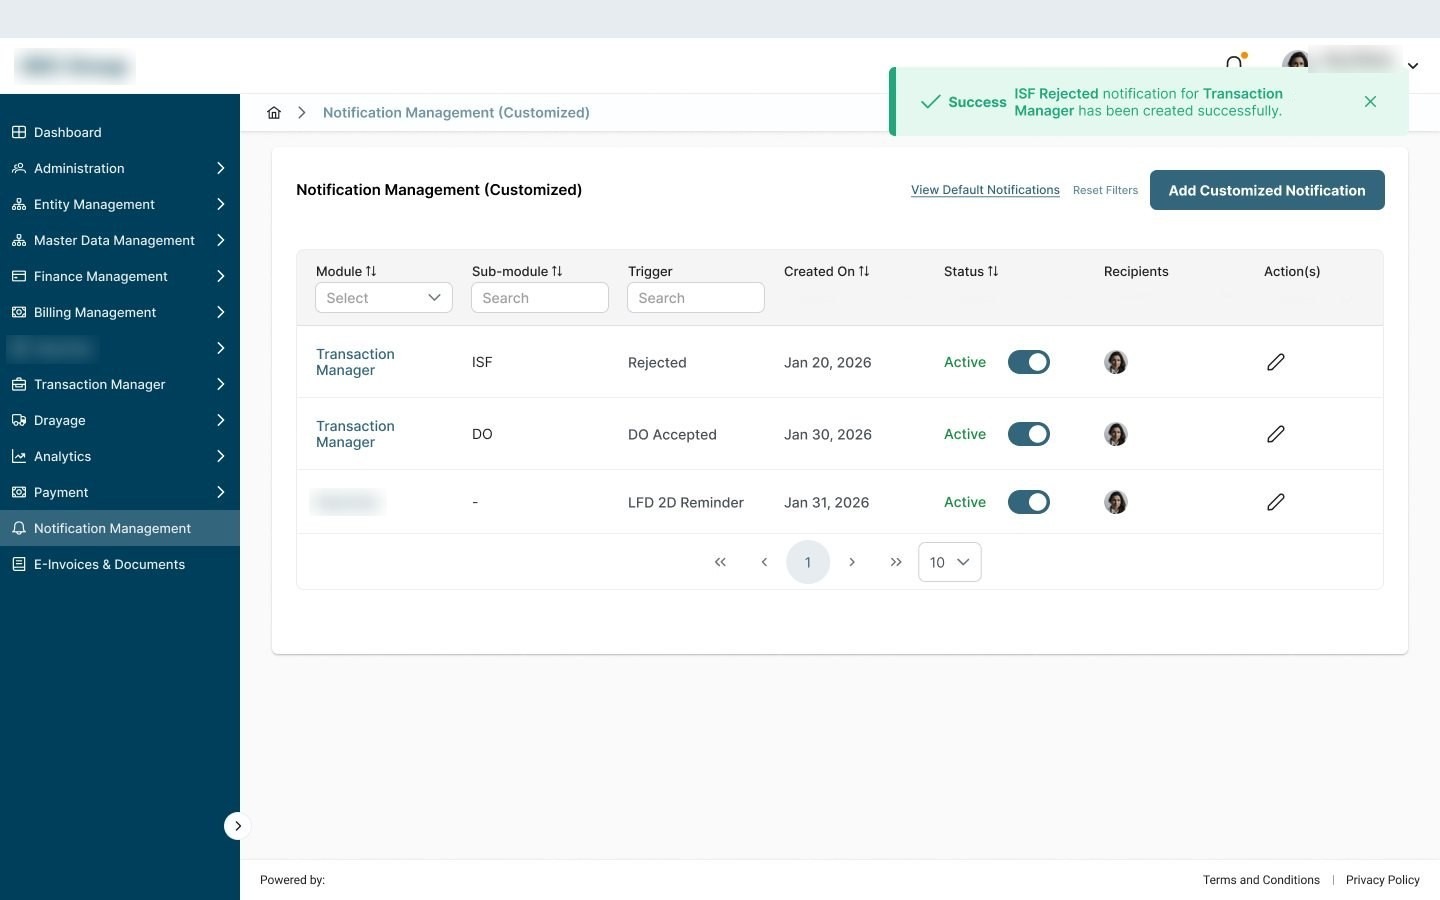 Success
ISF Rejected notification for Transaction
Manager has been created successfully.
Notification Management (Customized)
Dashboard
Administration
Entity Management
Master Data Management
Finance Management
Billing Management
Transaction Manager
Drayage
Analytics
Payment
Notification Management
E-Invoices & Documents
Notification Management (Customized)
View Default Notifications
Reset Filters
Add Customized Notification
Module
Sub-module
Trigger
Created On
Status
Recipients
Action(s)
Select
Search
Search
Transaction
Manager
ISF
Rejected
Jan 20, 2026
Active
Transaction
Manager
DO
DO Accepted
Jan 30, 2026
Active
-
LFD 2D Reminder
Jan 31, 2026
Active
1
10
Powered by:
Terms and Conditions | Privacy Policy